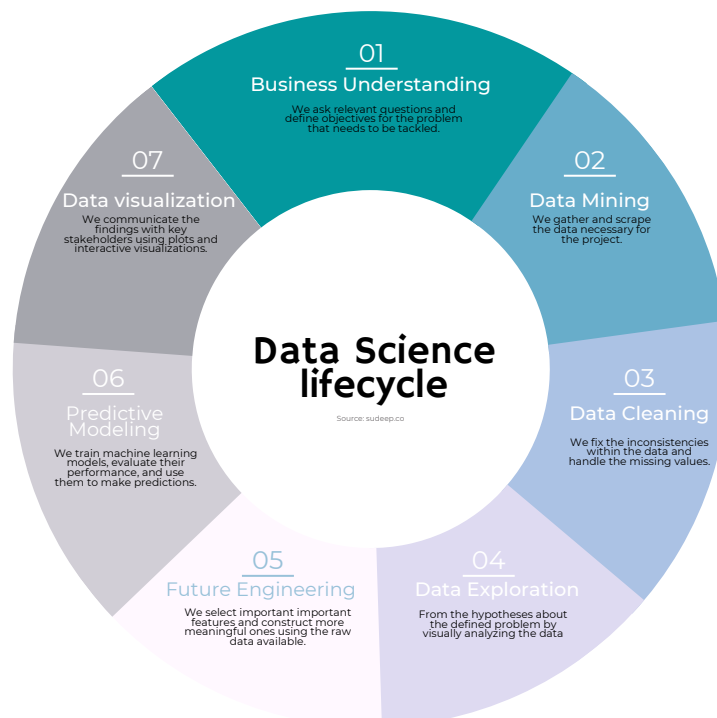 01
Business Understanding
We ask relevant questions and
define objectives for the problem
that needs to be tackled.
02
Data Mining
We gather and scrape
the data necessary for
the project.
03
Data Cleaning
We fix the inconsistencies
within the data and
handle the missing values.
04
Data Exploration
From the hypotheses about
the defined problem by
visually analyzing the data
05
Future Engineering
We select important important
features and construct more
meaningful ones using the raw
data available.
06
Predictive
Modeling
We train machine learning
models, evaluate their
performance, and use
them to make predictions.
07
Data visualization
We communicate the
findings with key
stakeholders using plots and
interactive visualizations.
Data Science
lifecycle
Source: sudeep.co